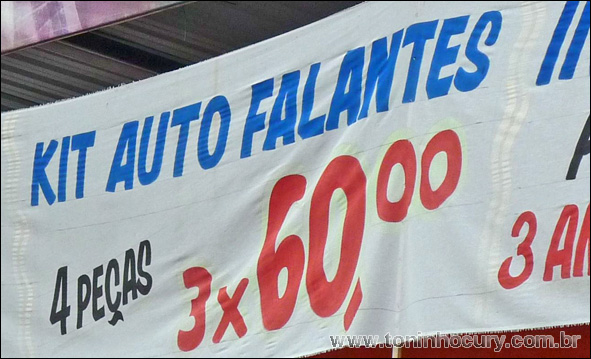 KIT AUTO FALANTES
4 PEÇAS
3X 60,00
3 A
www.toninhocury.com.br